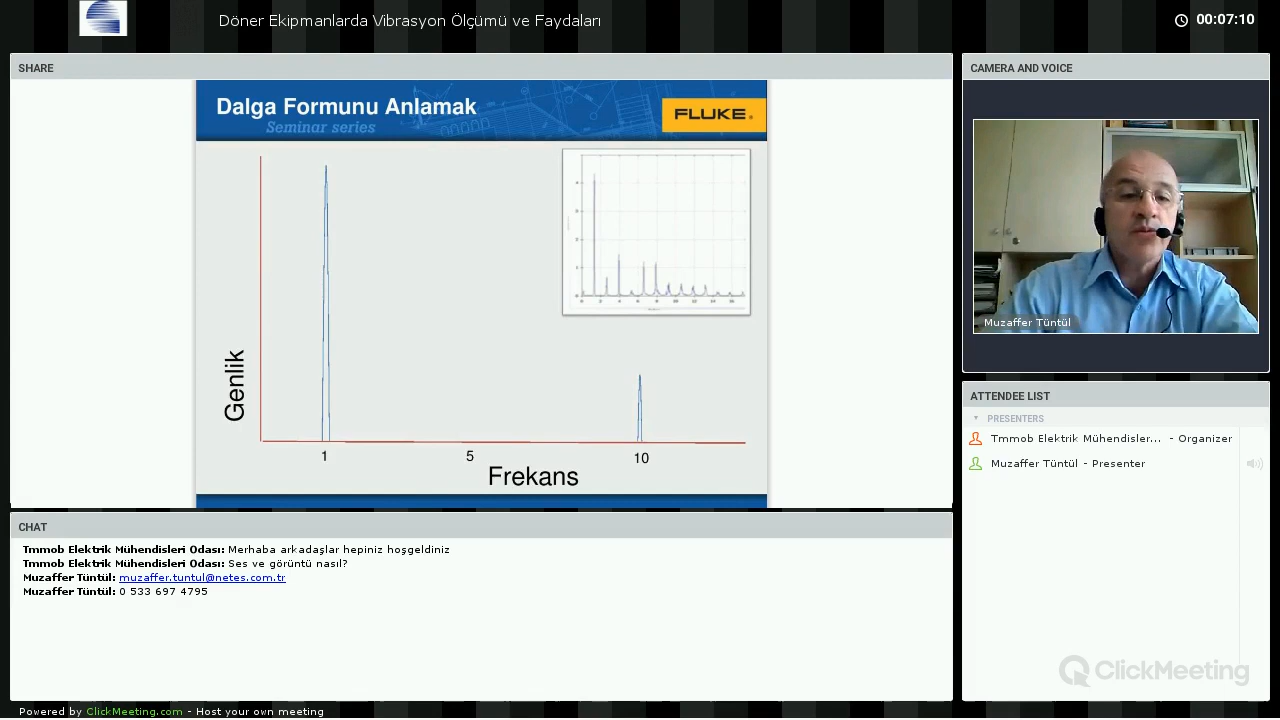 Döner Ekipmanlarda Vibrasyon Ölçümü ve Faydaları
00:07:10
SHARE
Dalga Formunu Anlamak
Seminar series
FLUKE®
Genlik
1
5
10
Frekans
CAMERA AND VOICE
Muzaffer Tüntül
ATTENDEE LIST
PRESENTERS
Tmmob Elektrik Mühendisler... - Organizer
Muzaffer Tüntül - Presenter
CHAT
Tmmob Elektrik Mühendisleri Odası: Merhaba arkadaşlar hepiniz hoşgeldiniz
Tmmob Elektrik Mühendisleri Odası: Ses ve görüntü nasıl?
Muzaffer Tüntül: muzaffer.tuntul@netes.com.tr
Muzaffer Tüntül: 0 533 697 4795
ClickMeeting
Powered by ClickMeeting.com - Host your own meeting